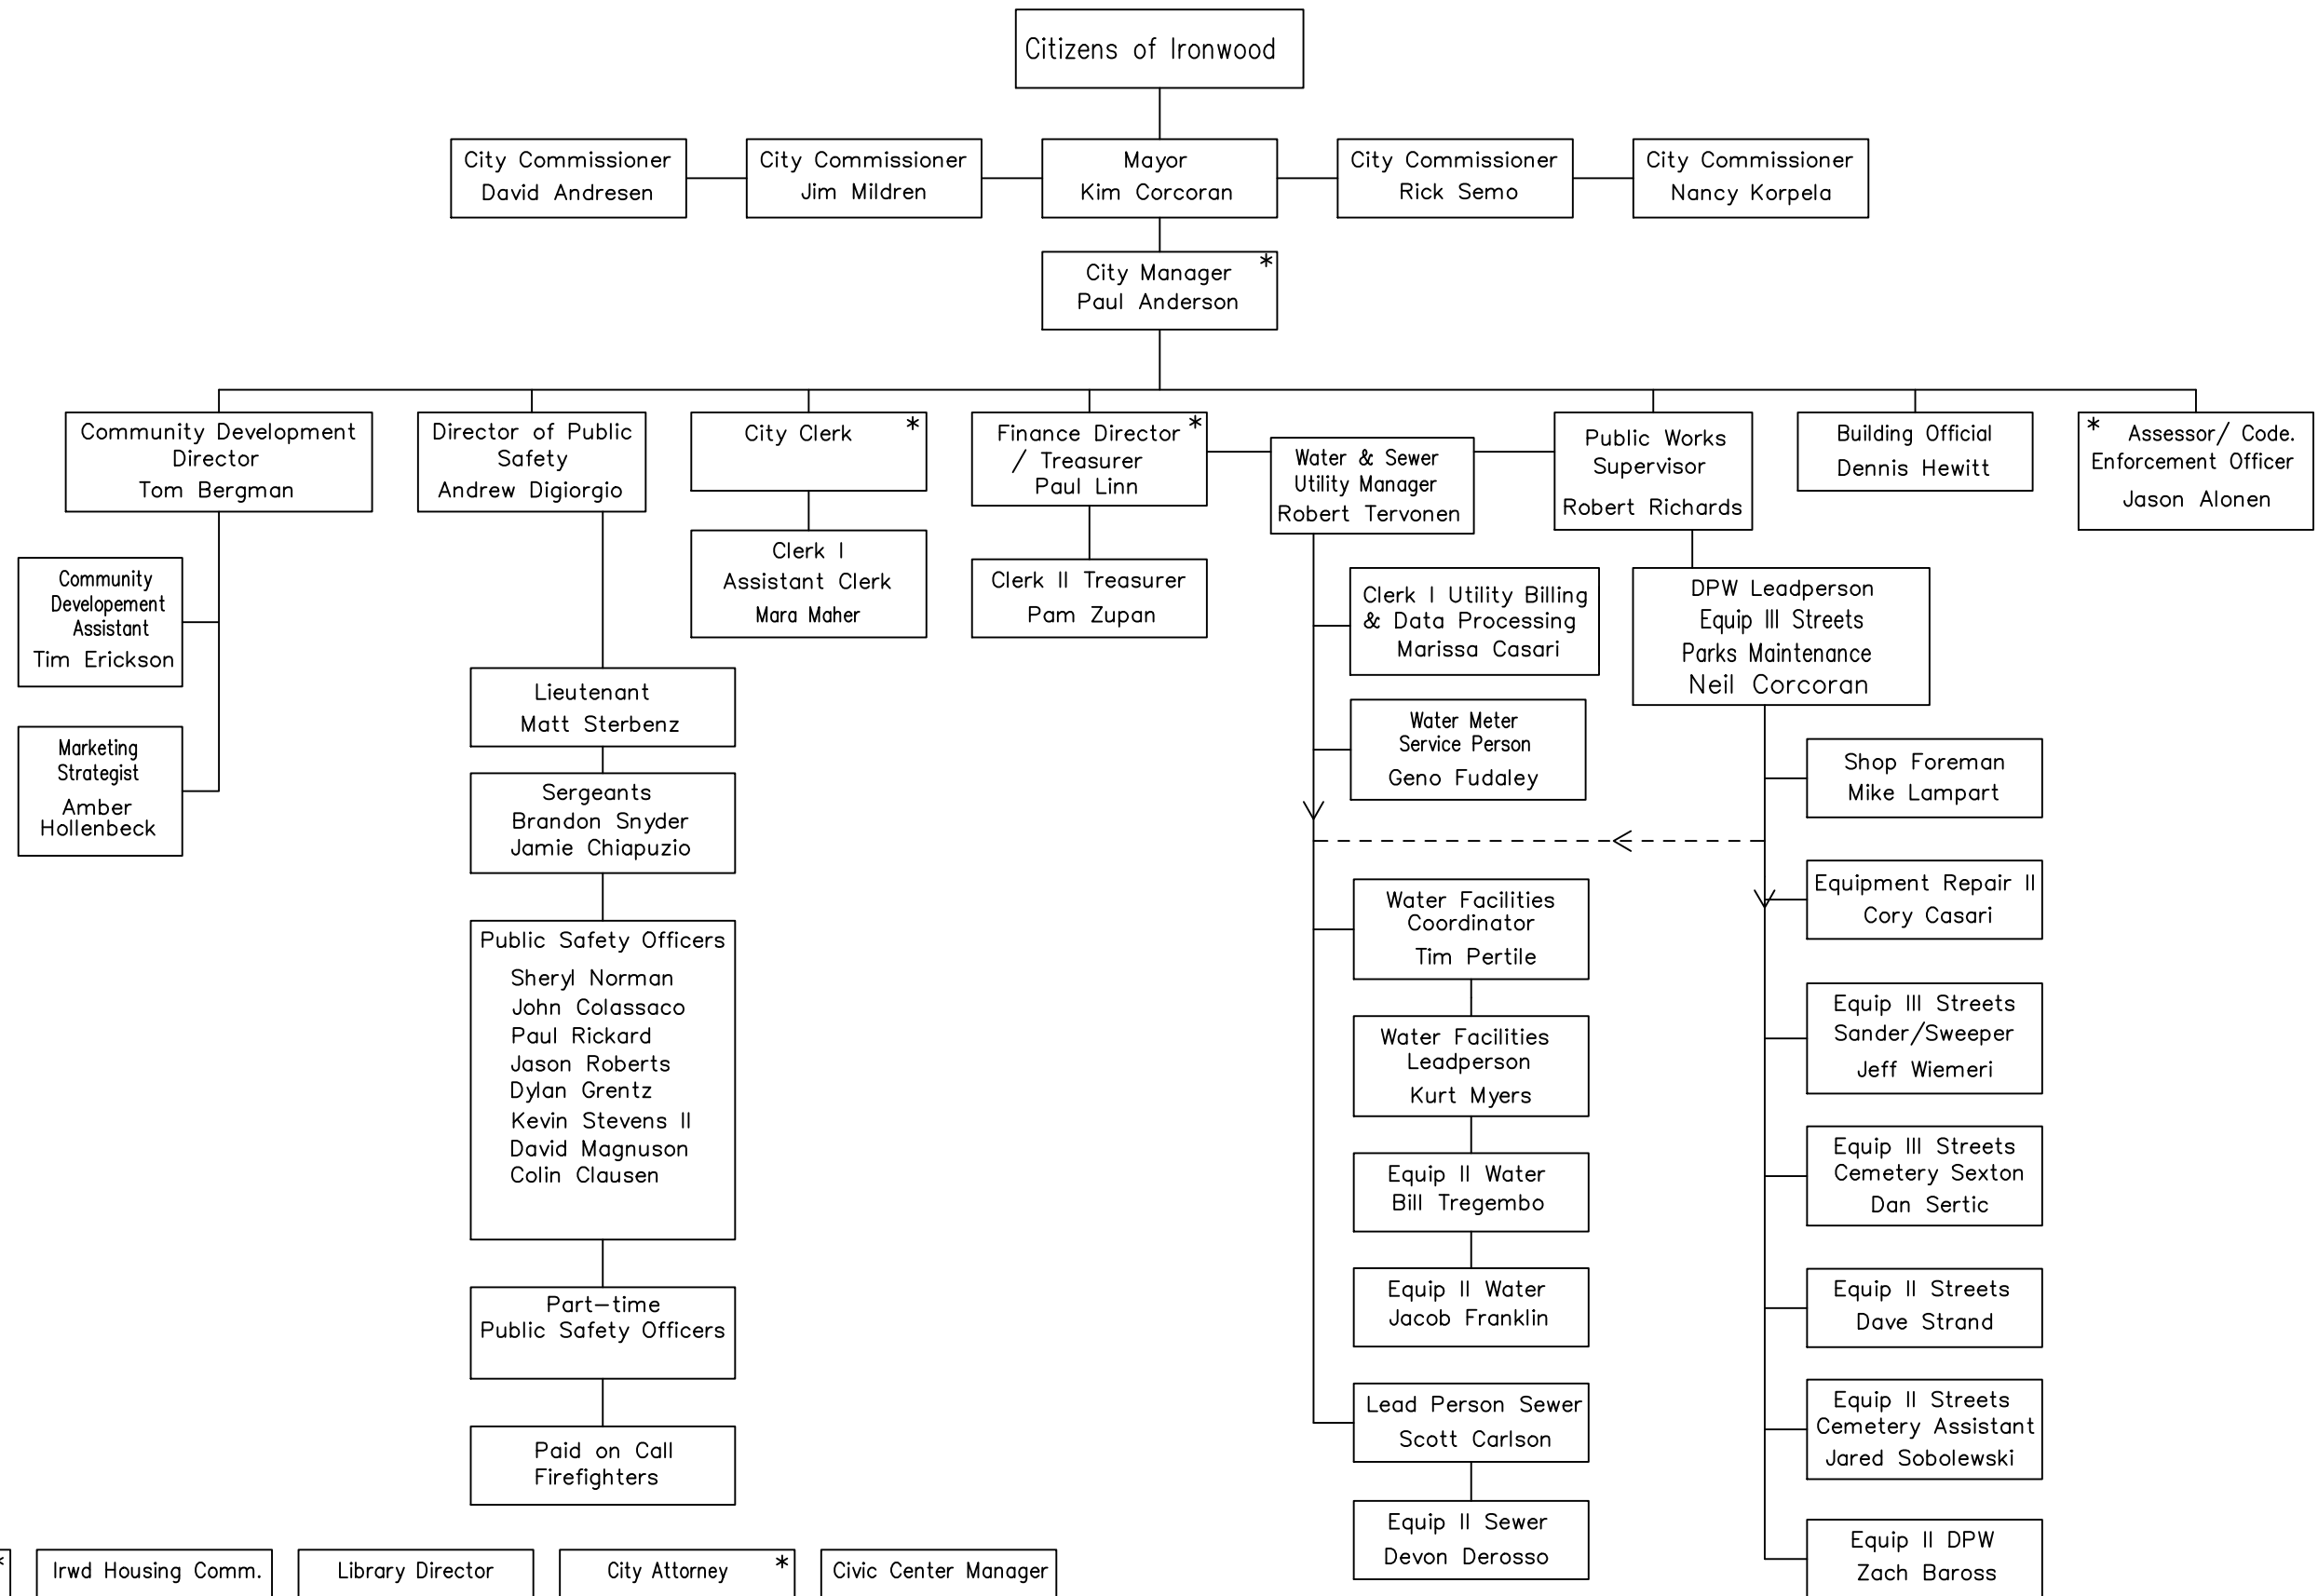 Citizens of Ironwood
City Commissioner
David Andresen
City Commissioner
Jim Mildren
Mayor
Kim Corcoran
City Commissioner
Rick Semo
City Commissioner
Nancy Korpela
*
City Manager
Paul Anderson
Community Development
Director
Tom Bergman
Director of Public
Safety
Andrew Digiorgio
City Clerk *
Finance Director *
/ Treasurer
Paul Linn
Water & Sewer
Utility Manager
Robert Tervonen
Public Works
Supervisor
Robert Richards
Building Official
Dennis Hewitt
* Assessor/ Code.
Enforcement Officer
Jason Alonen
Community
Developement
Assistant
Tim Erickson
Marketing
Strategist
Amber
Hollenbeck
Lieutenant
Matt Sterbenz
Sergeants
Brandon Snyder
Jamie Chiapuzio
Public Safety Officers
Sheryl Norman
John Colassaco
Paul Rickard
Jason Roberts
Dylan Grentz
Kevin Stevens II
David Magnuson
Colin Clausen
Part-time
Public Safety Officers
Paid on Call
Firefighters
Clerk I
Assistant Clerk
Mara Maher
Clerk II Treasurer
Pam Zupan
Clerk I Utility Billing
& Data Processing
Marissa Casari
Water Meter
Service Person
Geno Fudaley
Water Facilities
Coordinator
Tim Pertile
Water Facilities
Leadperson
Kurt Myers
Equip II Water
Bill Tregembo
Equip II Water
Jacob Franklin
Lead Person Sewer
Scott Carlson
Equip II Sewer
Devon Derosso
DPW Leadperson
Equip III Streets
Parks Maintenance
Neil Corcoran
Shop Foreman
Mike Lampart
Equipment Repair II
Cory Casari
Equip III Streets
Sander/Sweeper
Jeff Wiemeri
Equip III Streets
Cemetery Sexton
Dan Sertic
Equip II Streets
Dave Strand
Equip II Streets
Cemetery Assistant
Jared Sobolewski
Equip II DPW
Zach Baross
*
Irwd Housing Comm.
Library Director
City Attorney *
Civic Center Manager